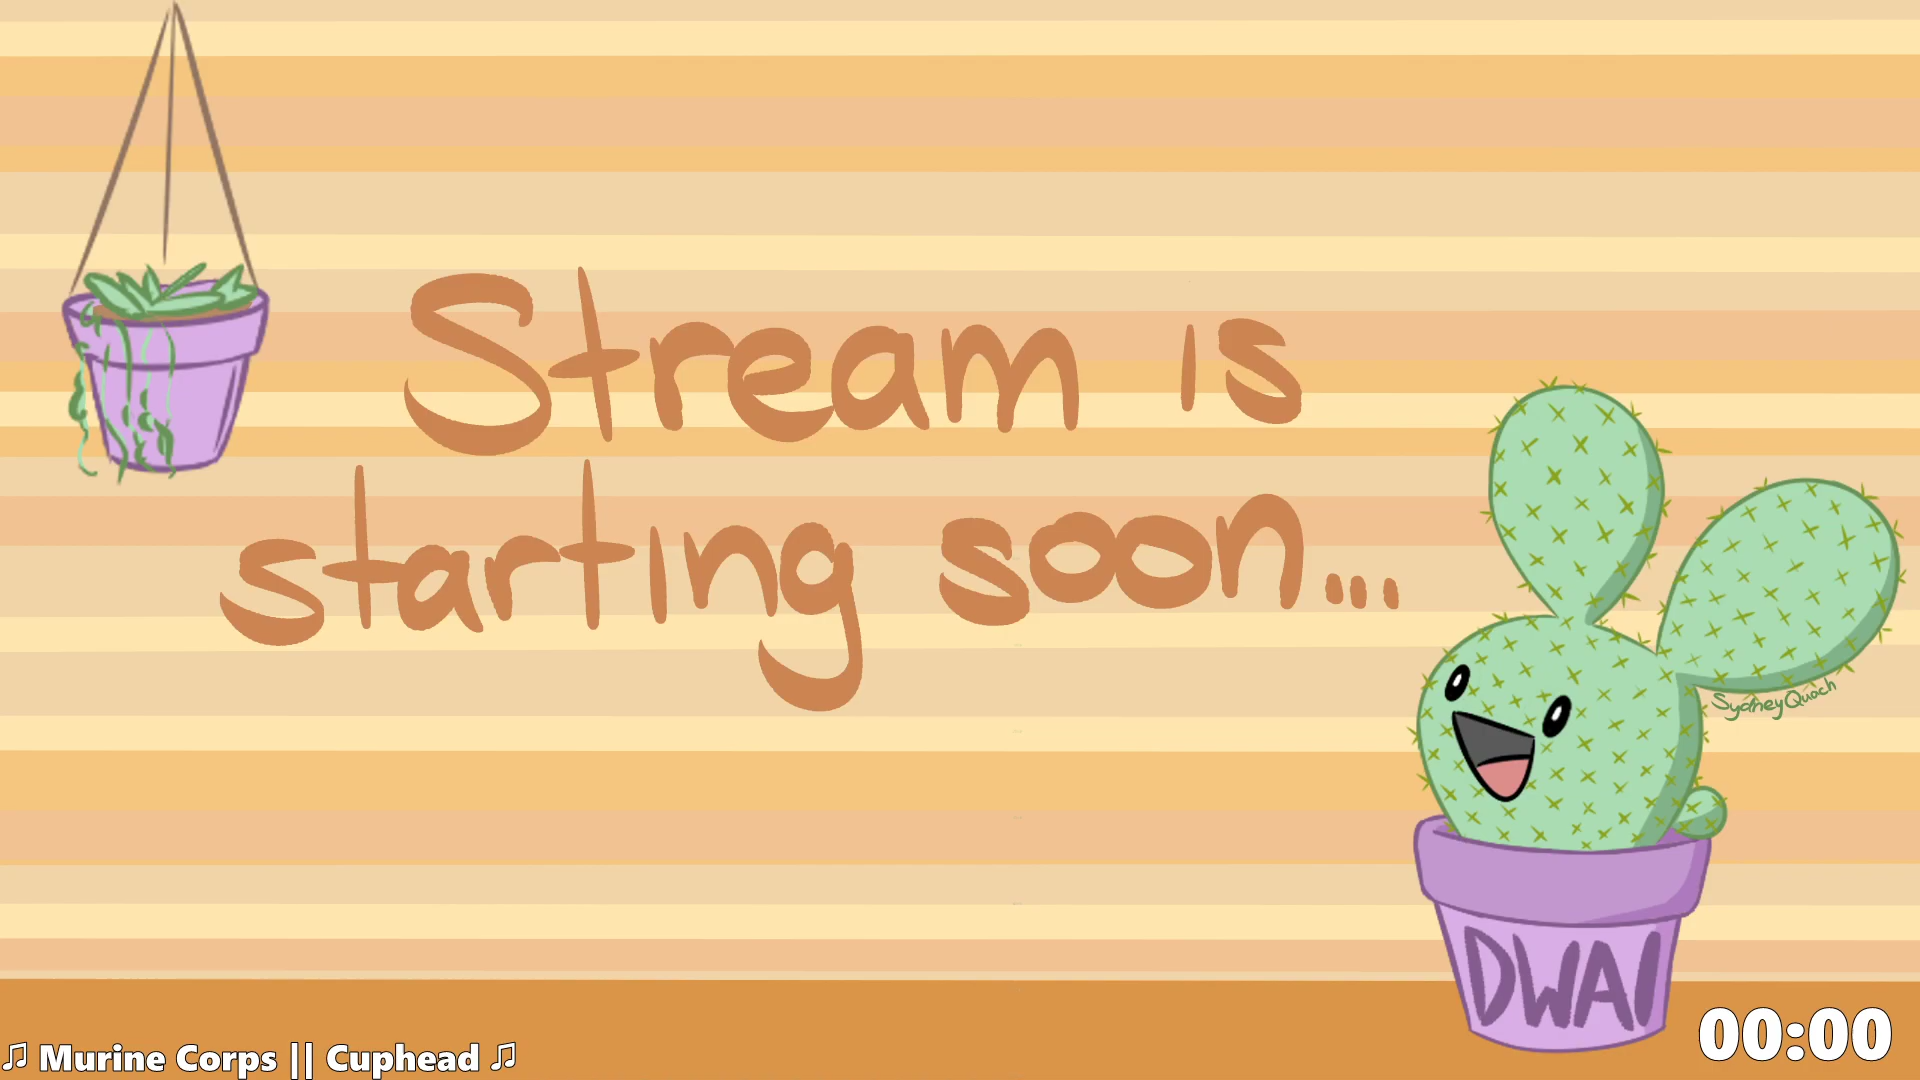 Stream is
starting soon...
SydneyQuach
DWAI
♫ Murine Corps || Cuphead ♫
00:00